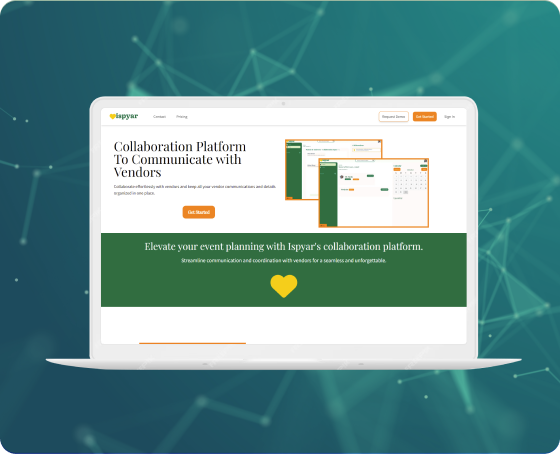 ispyar
Contact
Pricing
Request Demo
Get Started
Sign In
Collaboration Platform
To Communicate with
Vendors
Collaborate effortlessly with vendors and keep all your vendor communications and details
organized in one place.
Get Started
Elevate your event planning with Ispyar's collaboration platform.
Streamline communication and coordination with vendors for a seamless and unforgettable.